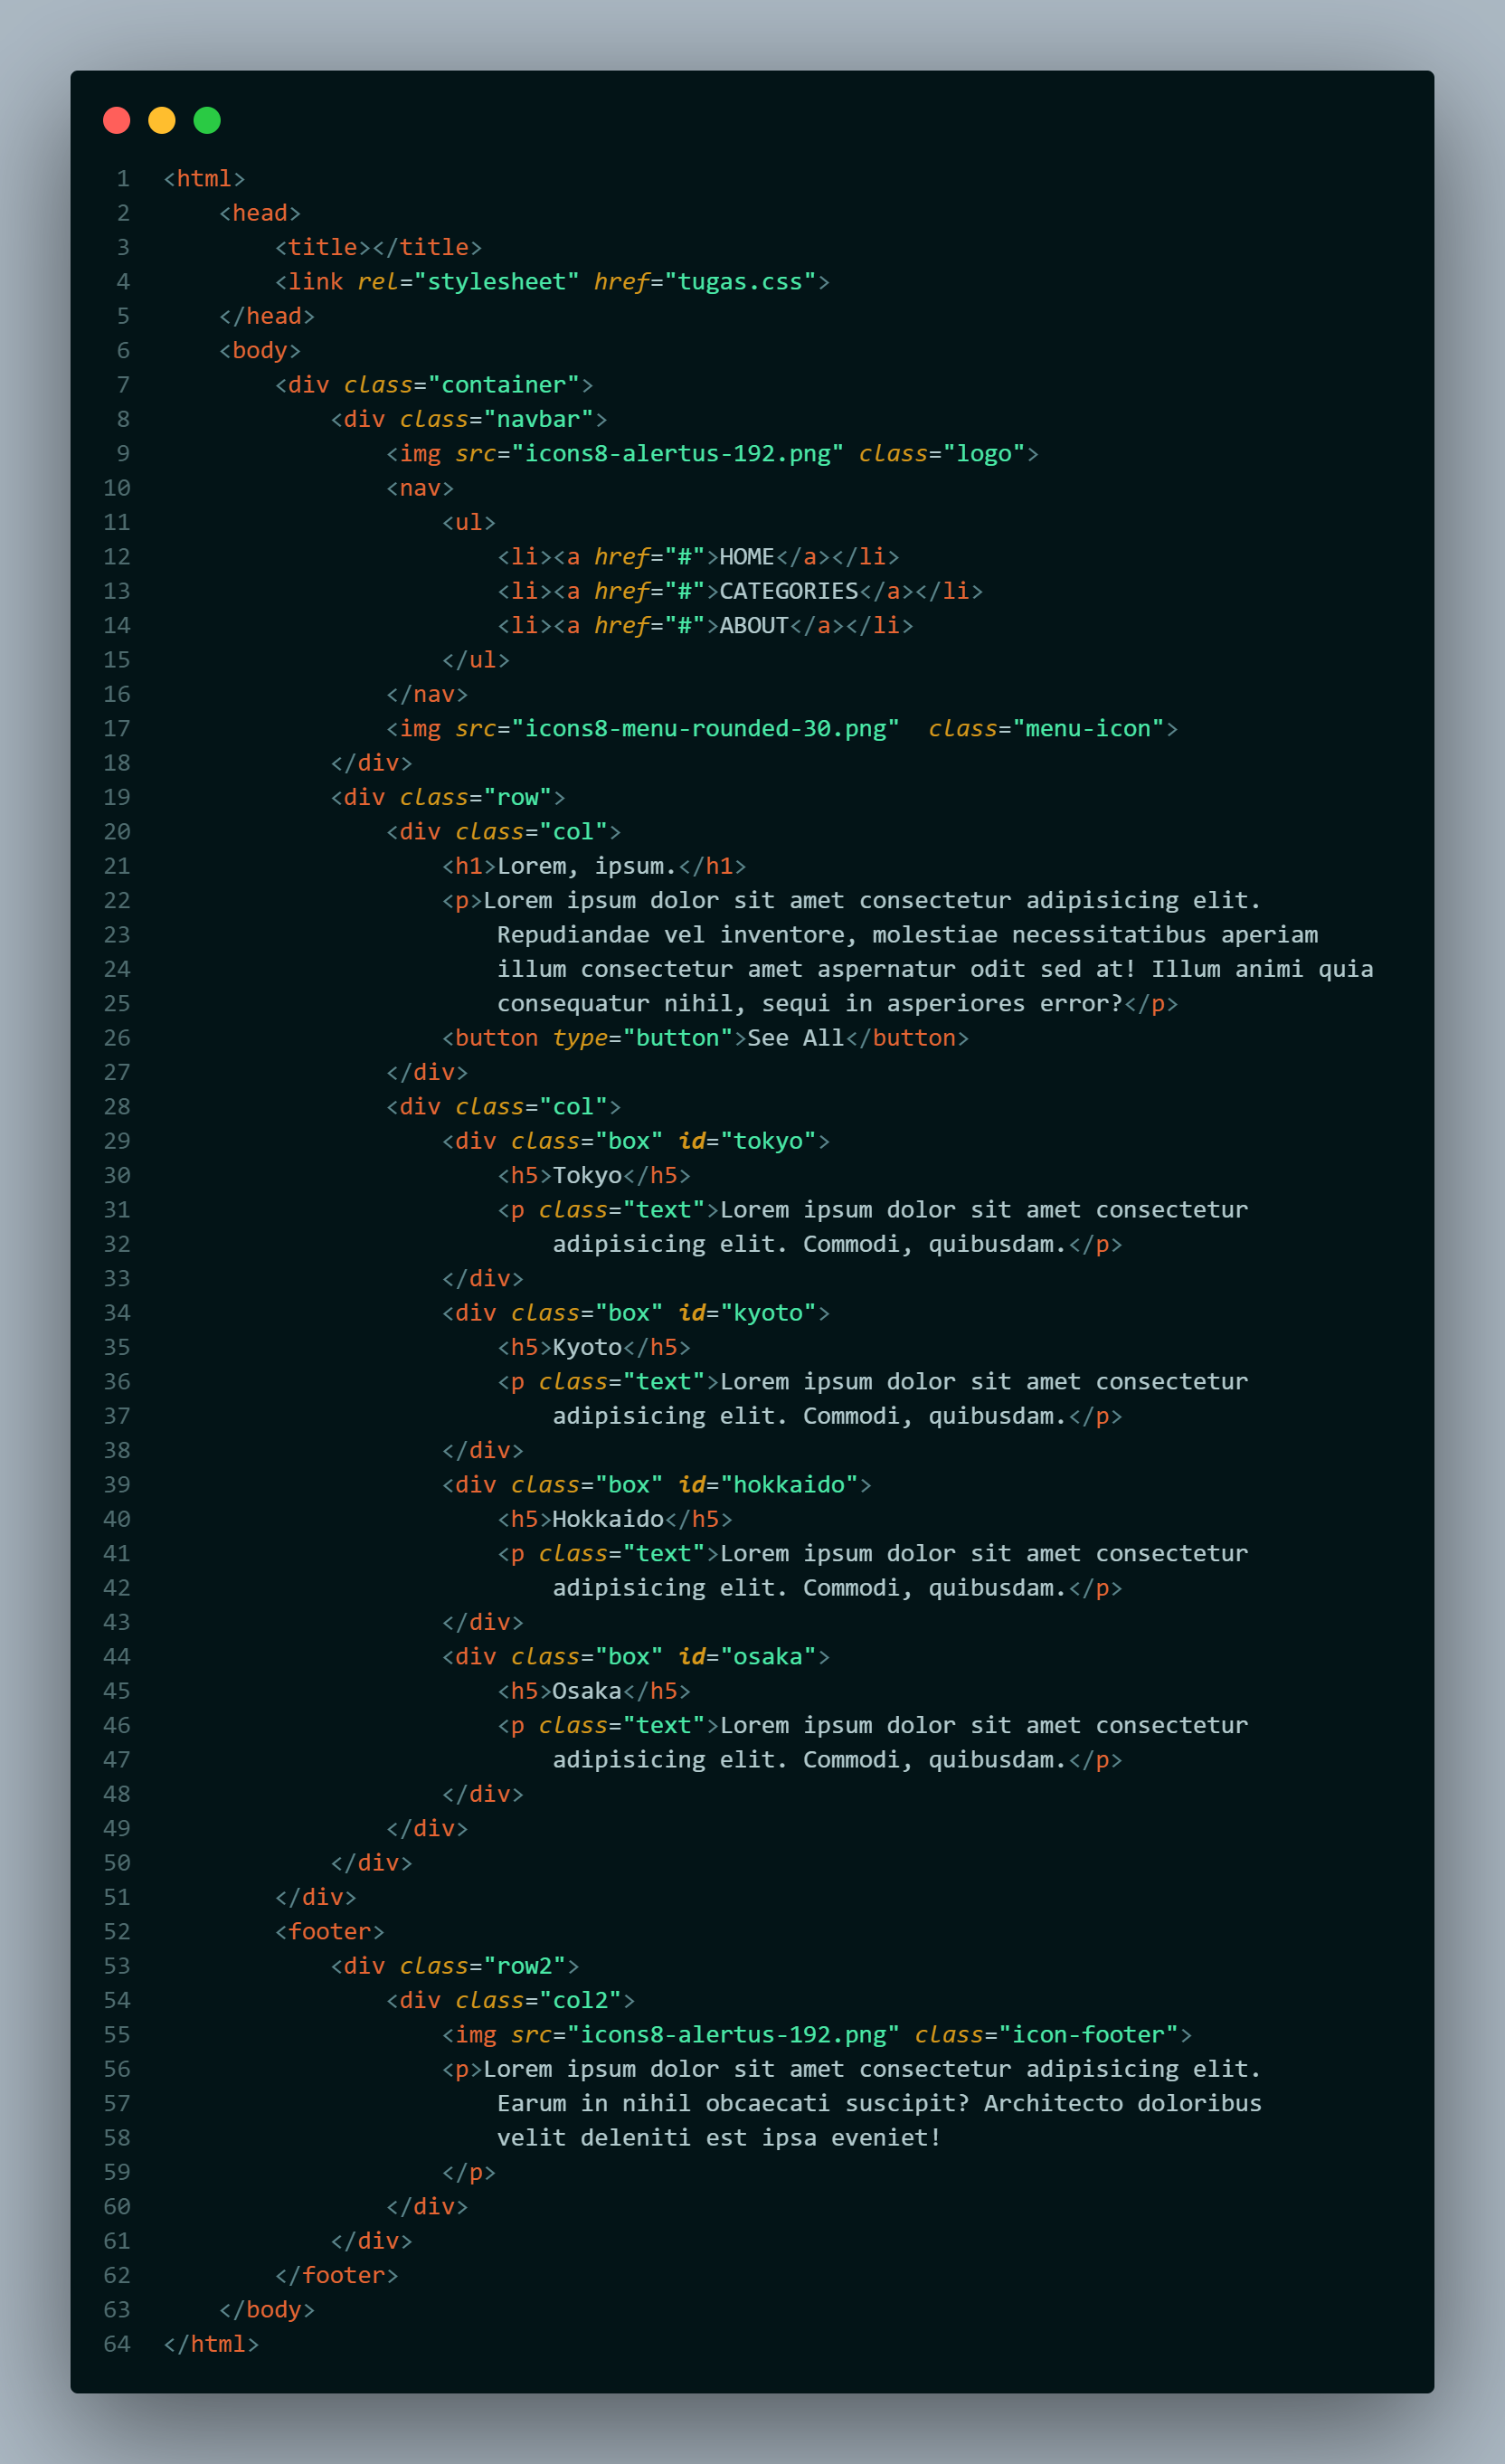 1 <html>
2     <head>
3         <title></title>
4         <link rel="stylesheet" href="tugas.css">
5     </head>
6     <body>
7         <div class="container">
8             <div class="navbar">
9                 <img src="icons8-alertus-192.png" class="logo">
10                 <nav>
11                     <ul>
12                         <li><a href="#">HOME</a></li>
13                         <li><a href="#">CATEGORIES</a></li>
14                         <li><a href="#">ABOUT</a></li>
15                     </ul>
16                 </nav>
17                 <img src="icons8-menu-rounded-30.png"  class="menu-icon">
18             </div>
19             <div class="row">
20                 <div class="col">
21                     <h1>Lorem, ipsum.</h1>
22                     <p>Lorem ipsum dolor sit amet consectetur adipisicing elit.
23                         Repudiandae vel inventore, molestiae necessitatibus aperiam
24                         illum consectetur amet aspernatur odit sed at! Illum animi quia
25                         consequatur nihil, sequi in asperiores error?</p>
26                     <button type="button">See All</button>
27                 </div>
28                 <div class="col">
29                     <div class="box" id="tokyo">
30                         <h5>Tokyo</h5>
31                         <p class="text">Lorem ipsum dolor sit amet consectetur
32                             adipisicing elit. Commodi, quibusdam.</p>
33                     </div>
34                     <div class="box" id="kyoto">
35                         <h5>Kyoto</h5>
36                         <p class="text">Lorem ipsum dolor sit amet consectetur
37                             adipisicing elit. Commodi, quibusdam.</p>
38                     </div>
39                     <div class="box" id="hokkaido">
40                         <h5>Hokkaido</h5>
41                         <p class="text">Lorem ipsum dolor sit amet consectetur
42                             adipisicing elit. Commodi, quibusdam.</p>
43                     </div>
44                     <div class="box" id="osaka">
45                         <h5>Osaka</h5>
46                         <p class="text">Lorem ipsum dolor sit amet consectetur
47                             adipisicing elit. Commodi, quibusdam.</p>
48                     </div>
49                 </div>
50             </div>
51         </div>
52         <footer>
53             <div class="row2">
54                 <div class="col2">
55                     <img src="icons8-alertus-192.png" class="icon-footer">
56                     <p>Lorem ipsum dolor sit amet consectetur adipisicing elit.
57                         Earum in nihil obcaecati suscipit? Architecto doloribus
58                         velit deleniti est ipsa eveniet!
59                     </p>
60                 </div>
61             </div>
62         </footer>
63     </body>
64 </html>